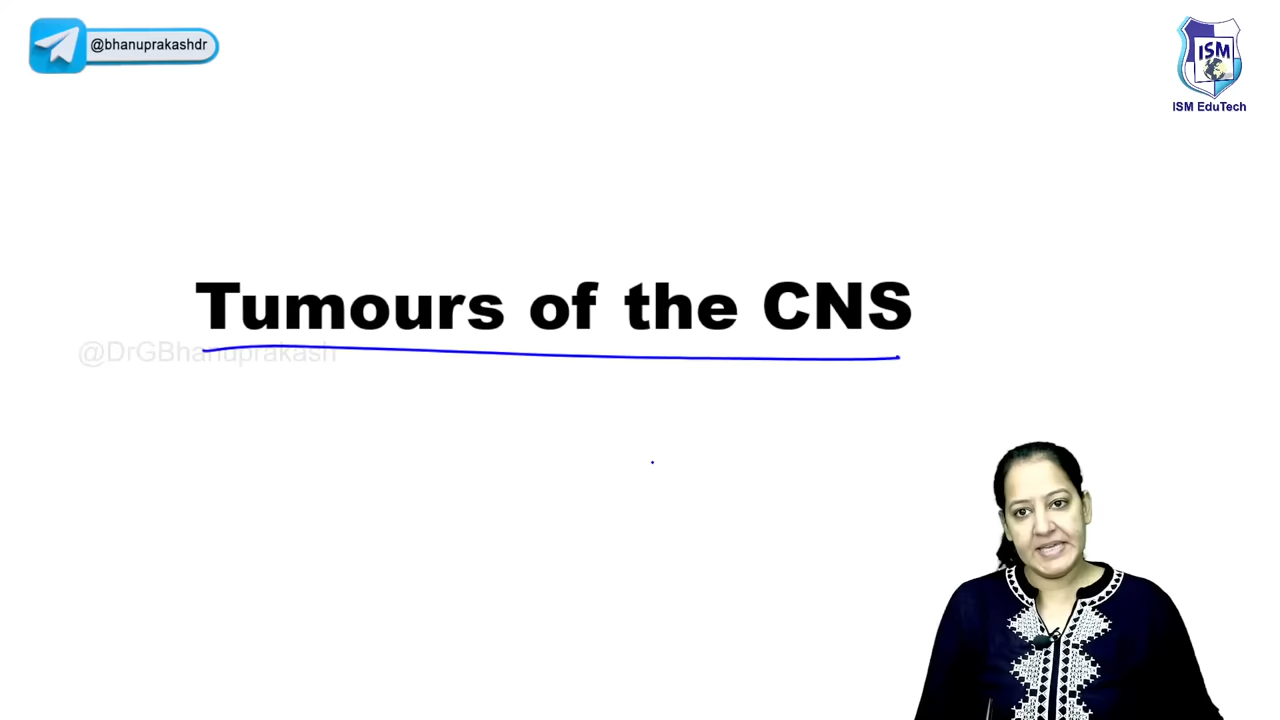 @bhanuprakashdr
ISM
ISM EduTech
Tumours of the CNS
@DrGBhanuprakash